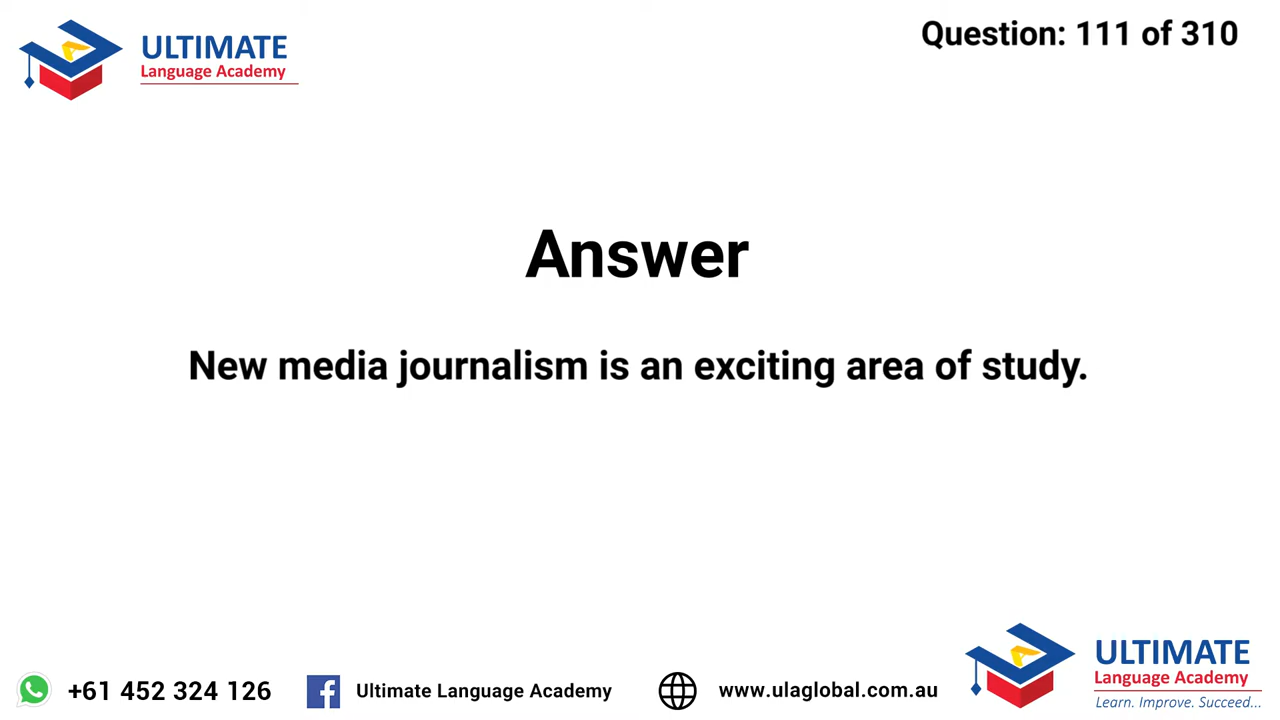 ULTIMATE
Language Academy
Question: 111 of 310
Answer
New media journalism is an exciting area of study.
+61 452 324 126
Ultimate Language Academy
www.ulaglobal.com.au
ULTIMATE
Language Academy
Learn. Improve. Succeed...